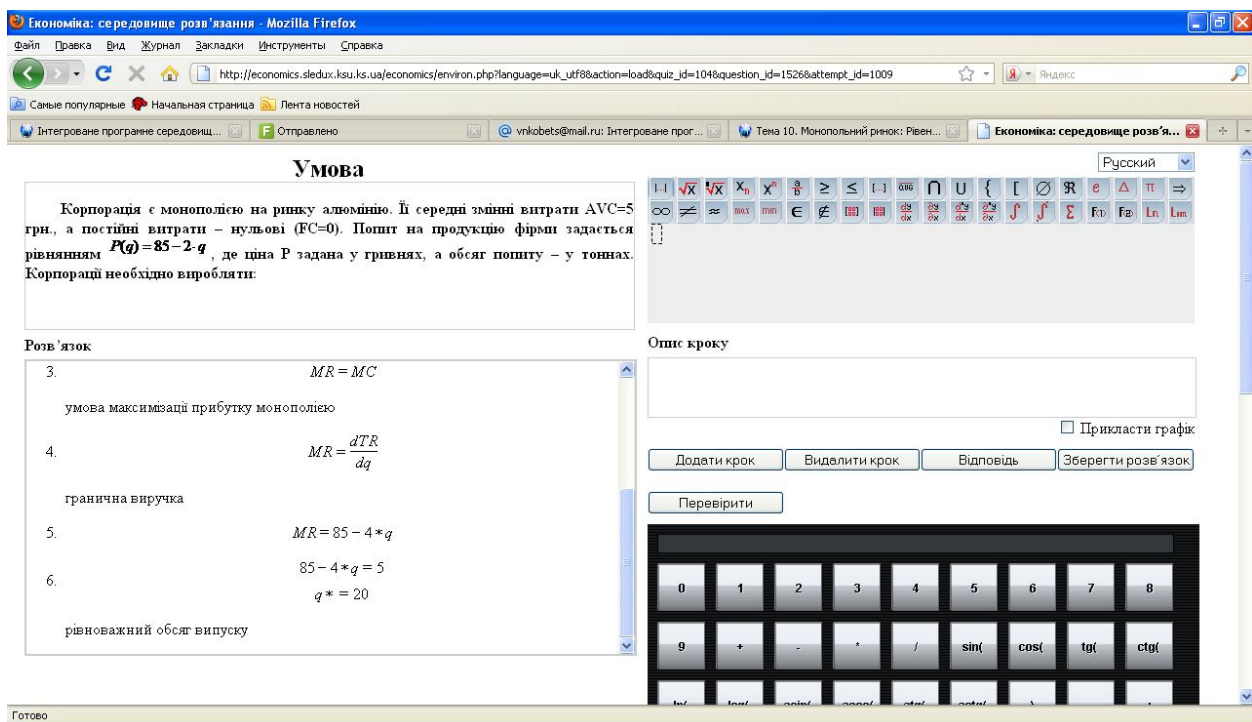 Економіка: середовище розв'язання - Mozilla Firefox
Файл Правка Вид Журнал Закладки Инструменты Справка
http://economics.sledux.ksu.ks.ua/economics/environ.php?language=uk_utf8&action=load&quiz_id=104&question_id=1526&attempt_id=1009
Яндекс
Самые популярные Начальная страница Лента новостей
Інтегроване програмне середовищ... Отправлено vnkobets@mail.ru: Інтегроване прог... Тема 10. Монопольний ринок: Рівен... Економіка: середовище розв'я...
Умова
Русский
Корпорація є монополією на ринку алюмінію. Її середні змінні витрати AVC=5
грн., а постійні витрати – нульові (FC=0). Попит на продукцію фірми задається
рівнянням P(q)=85−2·q , де ціна P задана у гривнях, а обсяг попиту – у тоннах.
Корпорації необхідно виробляти:
Розв'язок
3. MR = MC
умова максимізації прибутку монополією
4. MR = dTR/dq
гранична виручка
5. MR = 85 − 4 * q
6. 85 − 4 * q = 5
q * = 20
рівноважний обсяг випуску
Опис кроку
Прикласти графік
Додати крок Видалити крок Відповідь Зберегти розв'язок
Перевірити
0 1 2 3 4 5 6 7 8
9 + - * / sin( cos( tg( ctg(
Готово